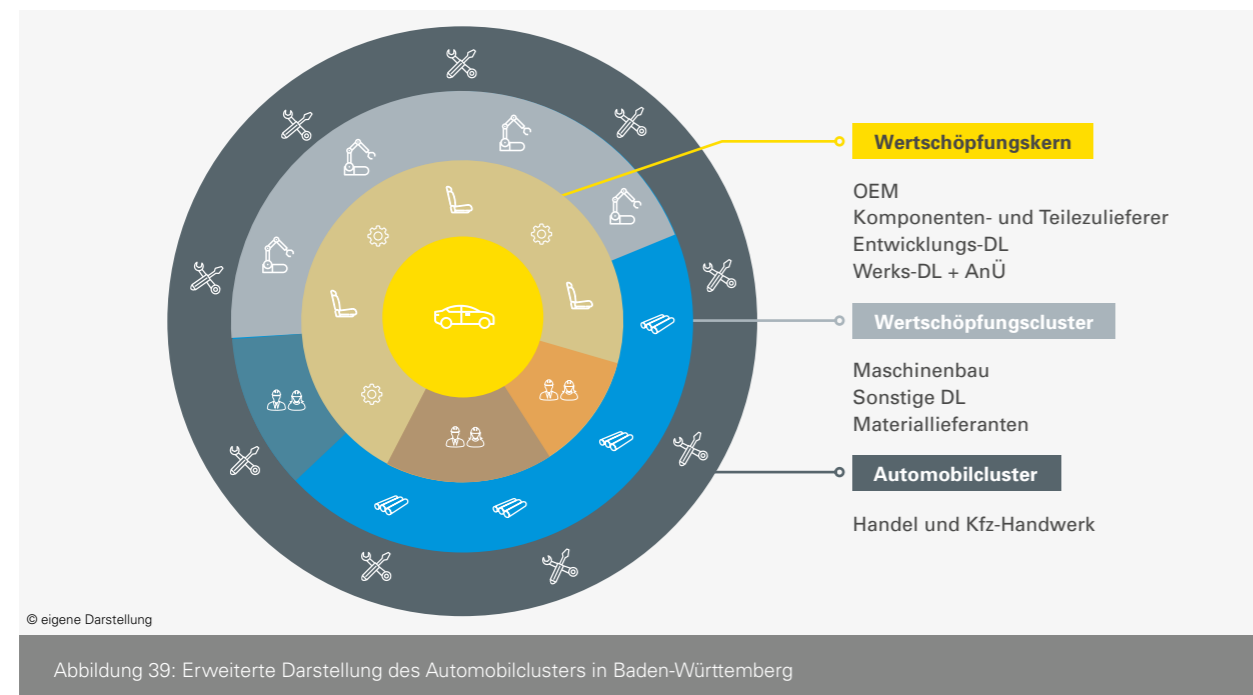 Wertschöpfungskern
OEM
Komponenten- und Teilezulieferer
Entwicklungs-DL
Werks-DL + AnÜ
Wertschöpfungscluster
Maschinenbau
Sonstige DL
Materiallieferanten
Automobilcluster
Handel und Kfz-Handwerk
© eigene Darstellung
Abbildung 39: Erweiterte Darstellung des Automobilclusters in Baden-Württemberg